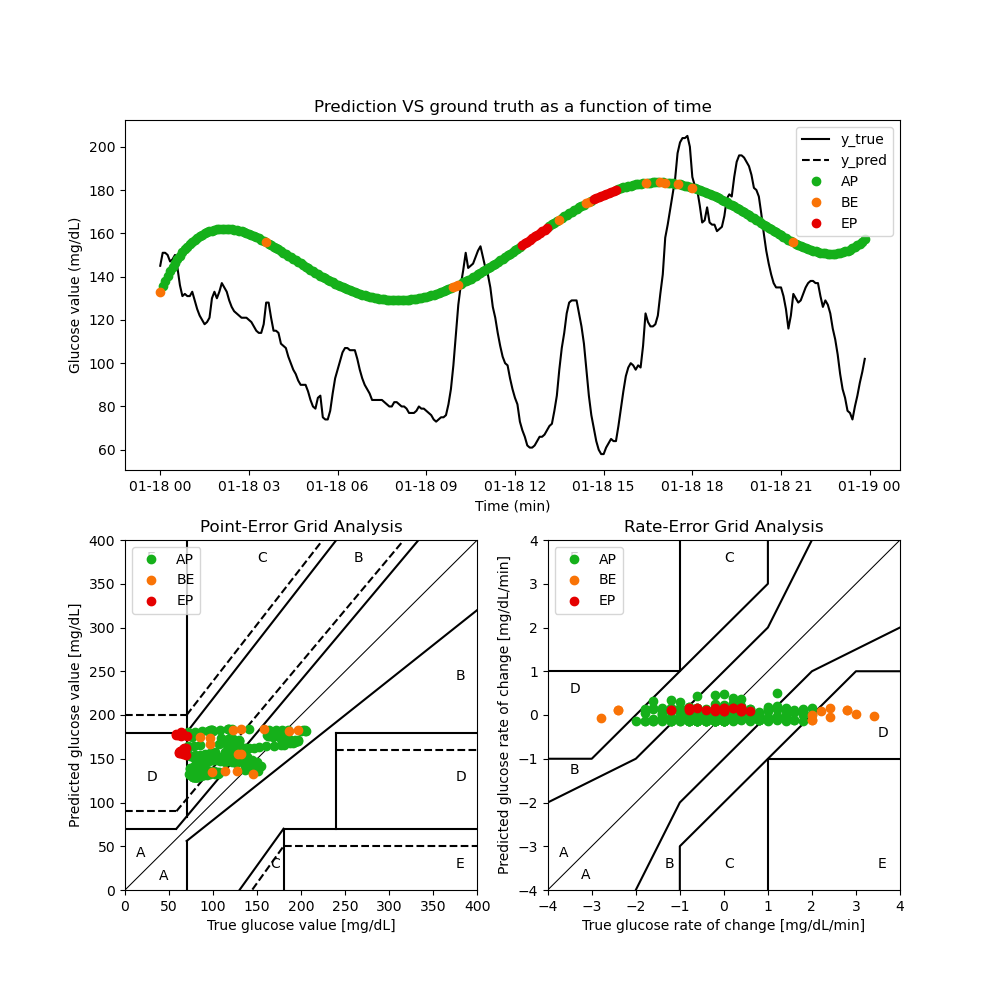 Prediction VS ground truth as a function of time
Glucose value (mg/dL)
200
180
160
140
120
100
80
60
y_true
y_pred
AP
BE
EP
01-18 00 01-18 03 01-18 06 01-18 09 01-18 12 01-18 15 01-18 18 01-18 21 01-19 00
Time (min)
Point-Error Grid Analysis
Predicted glucose value [mg/dL]
400
350
300
250
200
150
100
50
0
AP
BE
EP
C
B
B
D
D
A
A
C
E
0 50 100 150 200 250 300 350 400
True glucose value [mg/dL]
Rate-Error Grid Analysis
Predicted glucose rate of change [mg/dL/min]
4
3
2
1
0
−1
−2
−3
−4
AP
BE
EP
C
D
D
B
A
A
B
C
E
−4 −3 −2 −1 0 1 2 3 4
True glucose rate of change [mg/dL/min]